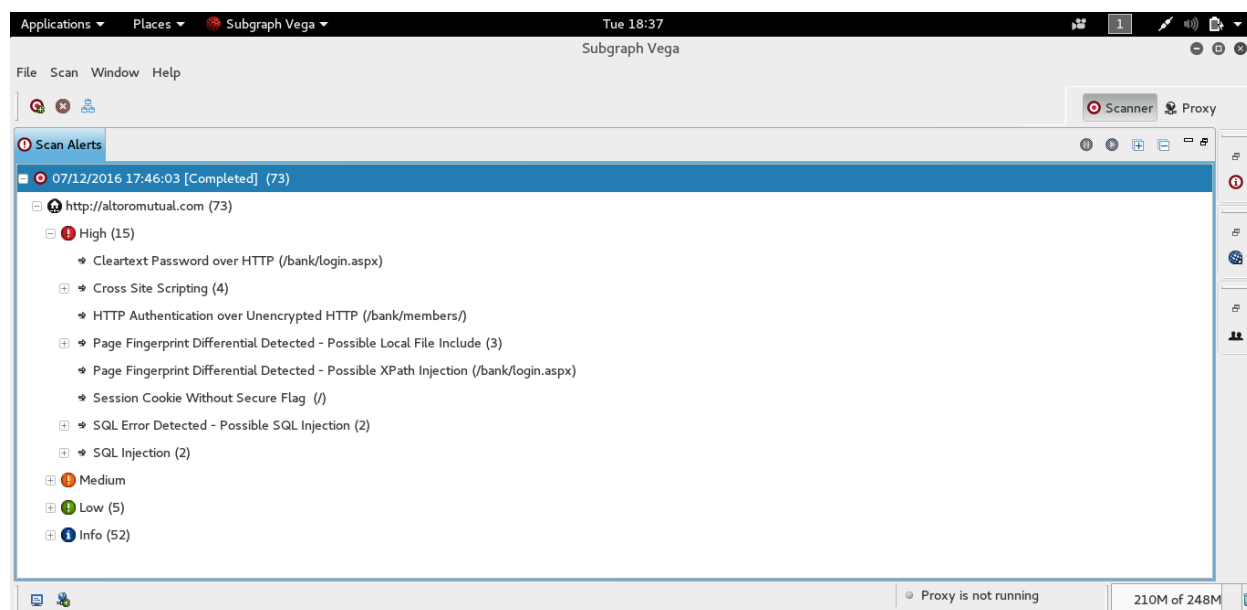 Applications Places Subgraph Vega Tue 18:37 1
Subgraph Vega
File Scan Window Help
Scanner Proxy
Scan Alerts
07/12/2016 17:46:03 [Completed] (73)
http://altoromutual.com (73)
High (15)
Cleartext Password over HTTP (/bank/login.aspx)
Cross Site Scripting (4)
HTTP Authentication over Unencrypted HTTP (/bank/members/)
Page Fingerprint Differential Detected - Possible Local File Include (3)
Page Fingerprint Differential Detected - Possible XPath Injection (/bank/login.aspx)
Session Cookie Without Secure Flag (/)
SQL Error Detected - Possible SQL Injection (2)
SQL Injection (2)
Medium
Low (5)
Info (52)
Proxy is not running 210M of 248M